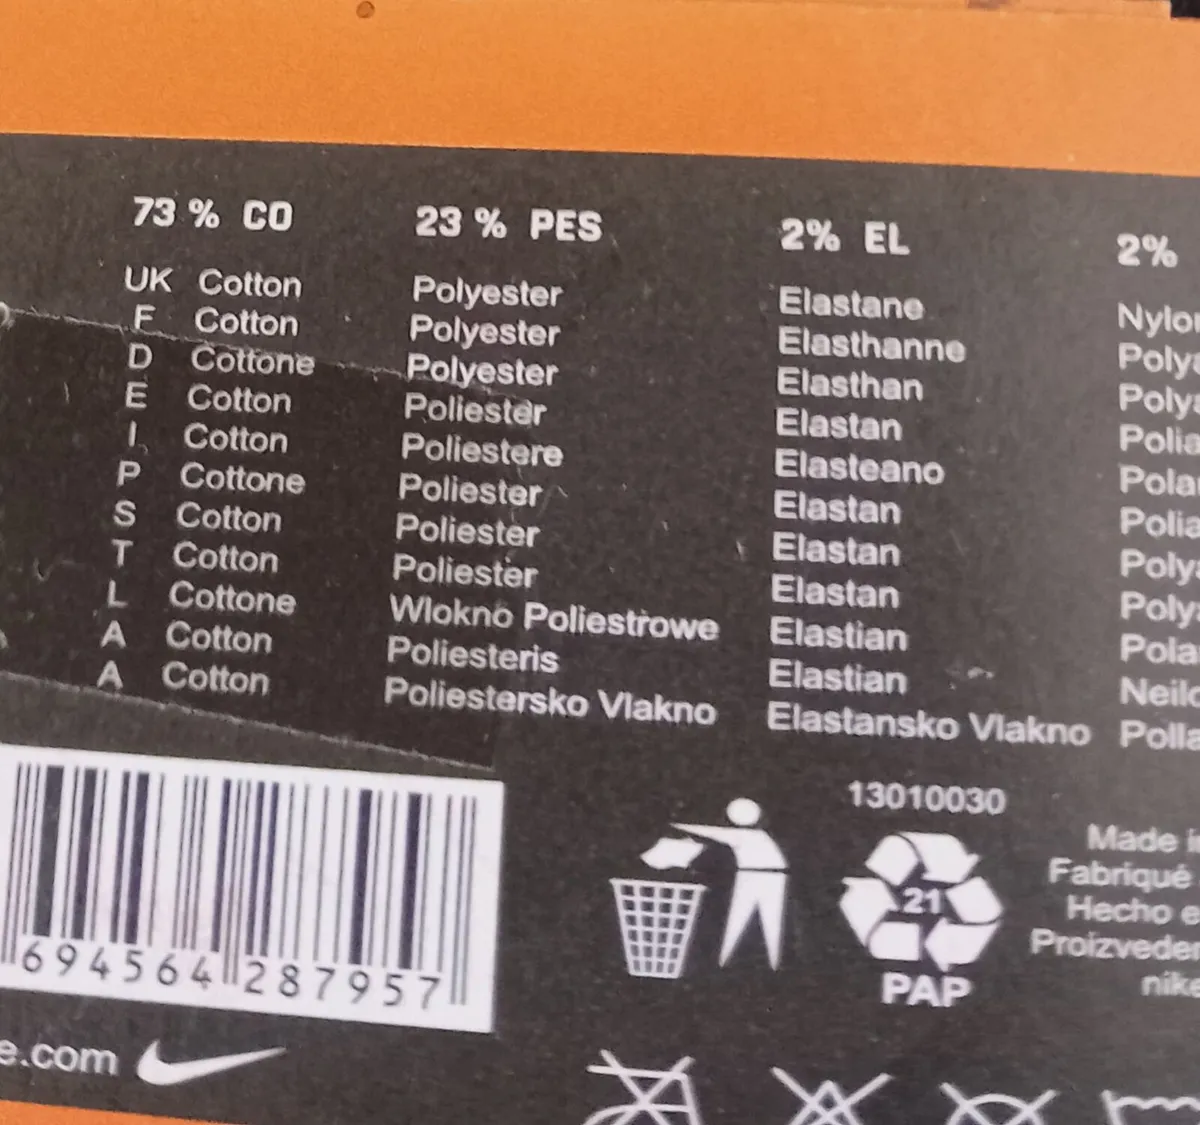 73 % CO 23 % PES 2% EL 2%
UK Cotton Polyester Elastane
F Cotton Polyester Elasthanne
D Cottone Polyester Elasthan
E Cotton Poliester Elastan
I Cotton Poliestere Elasteano
P Cottone Poliester Elastan
S Cotton Poliester Elastan
T Cotton Poliester Elastan
L Cottone Wlokno Poliestrowe Elastian
A Cotton Poliesteris Elastian
A Cotton Poliestersko Vlakno Elastansko Vlakno
694564 287957
13010030
21
PAP
Made
Fabriqué
Hecho
e.com